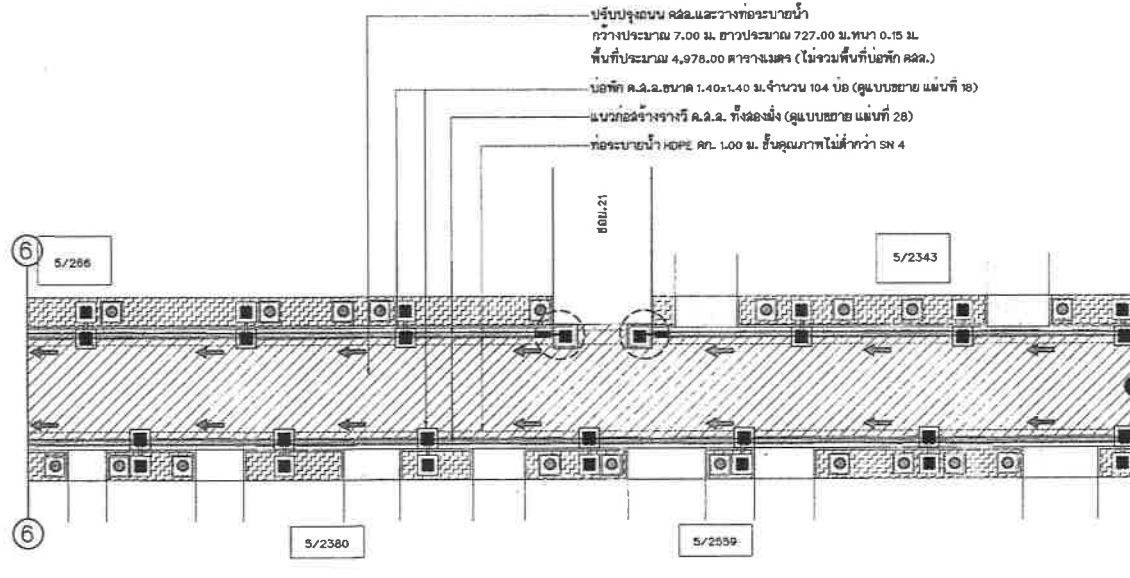 ปรับปรุงถนน คสล.และวางท่อระบายน้ำ
กว้างประมาณ 7.00 ม. ยาวประมาณ 727.00 ม.หนา 0.15 ม.
พื้นที่ประมาณ 4,978.00 ตารางเมตร (ไม่รวมพื้นที่บ่อพัก คสล.)
บ่อพัก ค.ส.ล.ขนาด 1.40x1.40 ม.จำนวน 104 บ่อ (ดูแบบขยาย แผ่นที่ 18)
แนวก่อสร้างรางวี ค.ส.ล. ทั้งสองฝั่ง (ดูแบบขยาย แผ่นที่ 28)
ท่อระบายน้ำ HDPE ศก. 1.00 ม. ชั้นคุณภาพไม่ต่ำกว่า SN 4
ซอย.21
6
5/266
5/2343
6
5/2380
5/2559